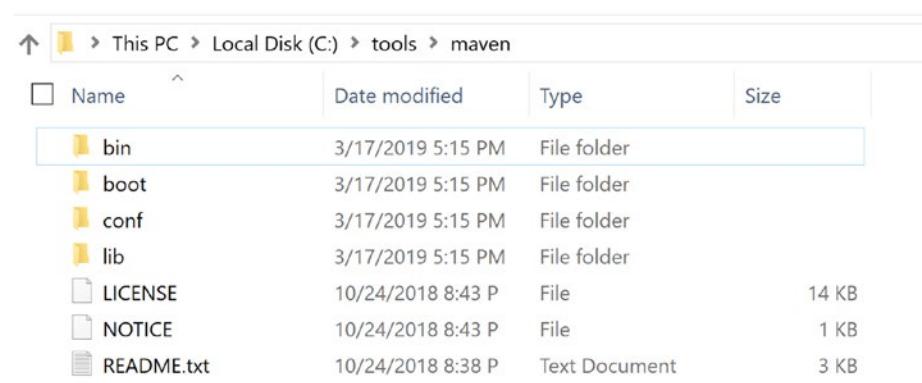 This PC > Local Disk (C:) > tools > maven
Name Date modified Type Size
bin 3/17/2019 5:15 PM File folder
boot 3/17/2019 5:15 PM File folder
conf 3/17/2019 5:15 PM File folder
lib 3/17/2019 5:15 PM File folder
LICENSE 10/24/2018 8:43 P File 14 KB
NOTICE 10/24/2018 8:43 P File 1 KB
README.txt 10/24/2018 8:38 P Text Document 3 KB